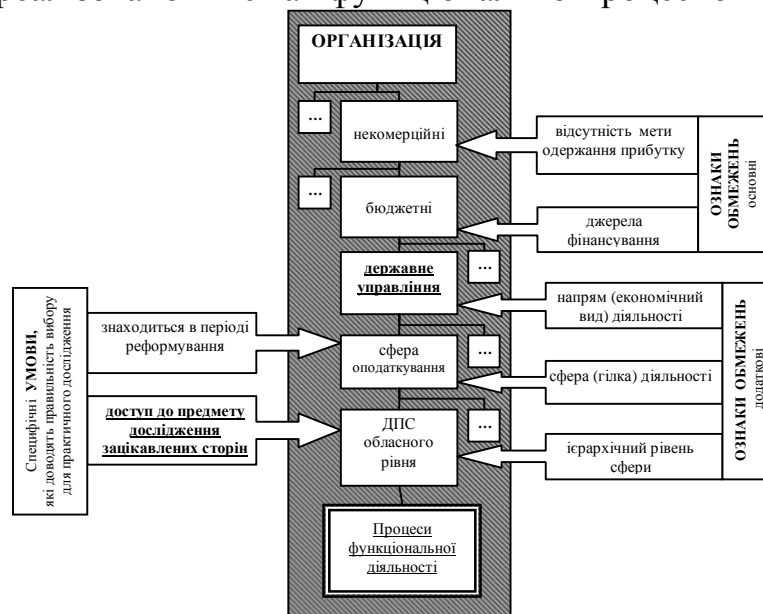 ОРГАНІЗАЦІЯ
...
некомерційні
відсутність мети
одержання прибутку
ОЗНАКИ
ОБМЕЖЕНЬ
основні
...
бюджетні
джерела
фінансування
...
державне
управління
напрям (економічний
вид) діяльності
Специфічні УМОВИ,
які доводять правильність вибору
для практичного дослідження
знаходиться в періоді
реформування
...
сфера
оподаткування
сфера (гілка) діяльності
ОЗНАКИ ОБМЕЖЕНЬ
додаткові
доступ до предмету
дослідження
зацікавлених сторін
...
ДПС
обласного
рівня
ієрархічний рівень
сфери
Процеси
функціональної
діяльності